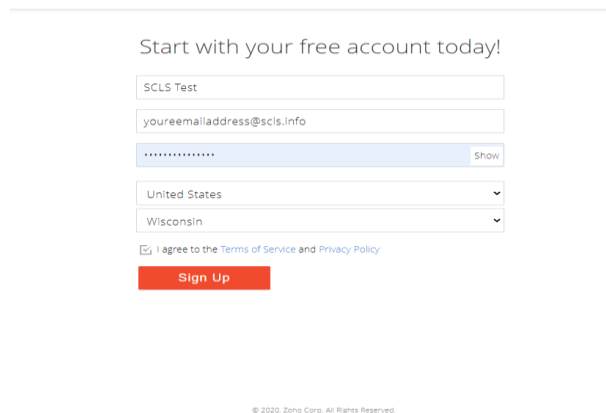 Start with your free account today!
SCLS Test
youreemailaddress@scls.info
•••••••••••••••
Show
United States
Wisconsin
I agree to the Terms of Service and Privacy Policy
Sign Up
© 2020, Zoho Corp. All Rights Reserved.